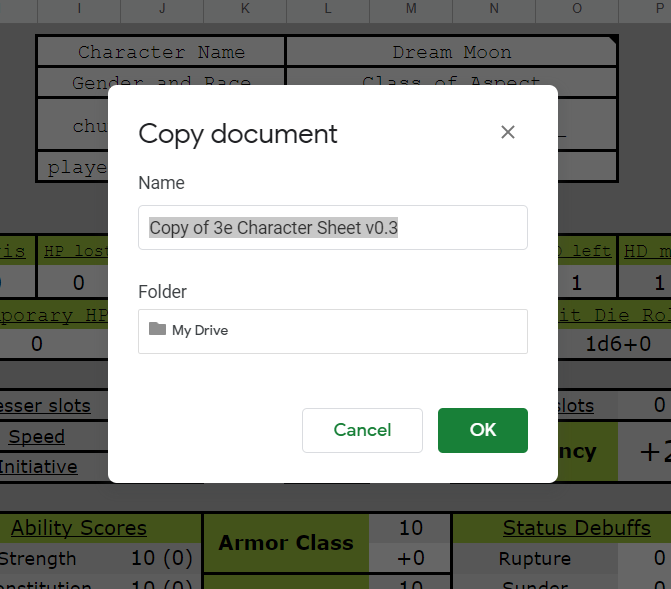 I J K L M N O P
Character Name Dream Moon
Gender and Race Class of Aspect
chu
playe
Copy document
Name
Copy of 3e Character Sheet v0.3
Folder
My Drive
Cancel OK
HP lost left HD m
0 1 1
porary HP it Die Rol
0 1d6+0
esser slots slots 0
Speed ncy +2
Initiative
Ability Scores Armor Class 10 Status Debuffs
Strength 10 (0) +0 Rupture 0
onstitution 10 (0) 10 Sunder 0